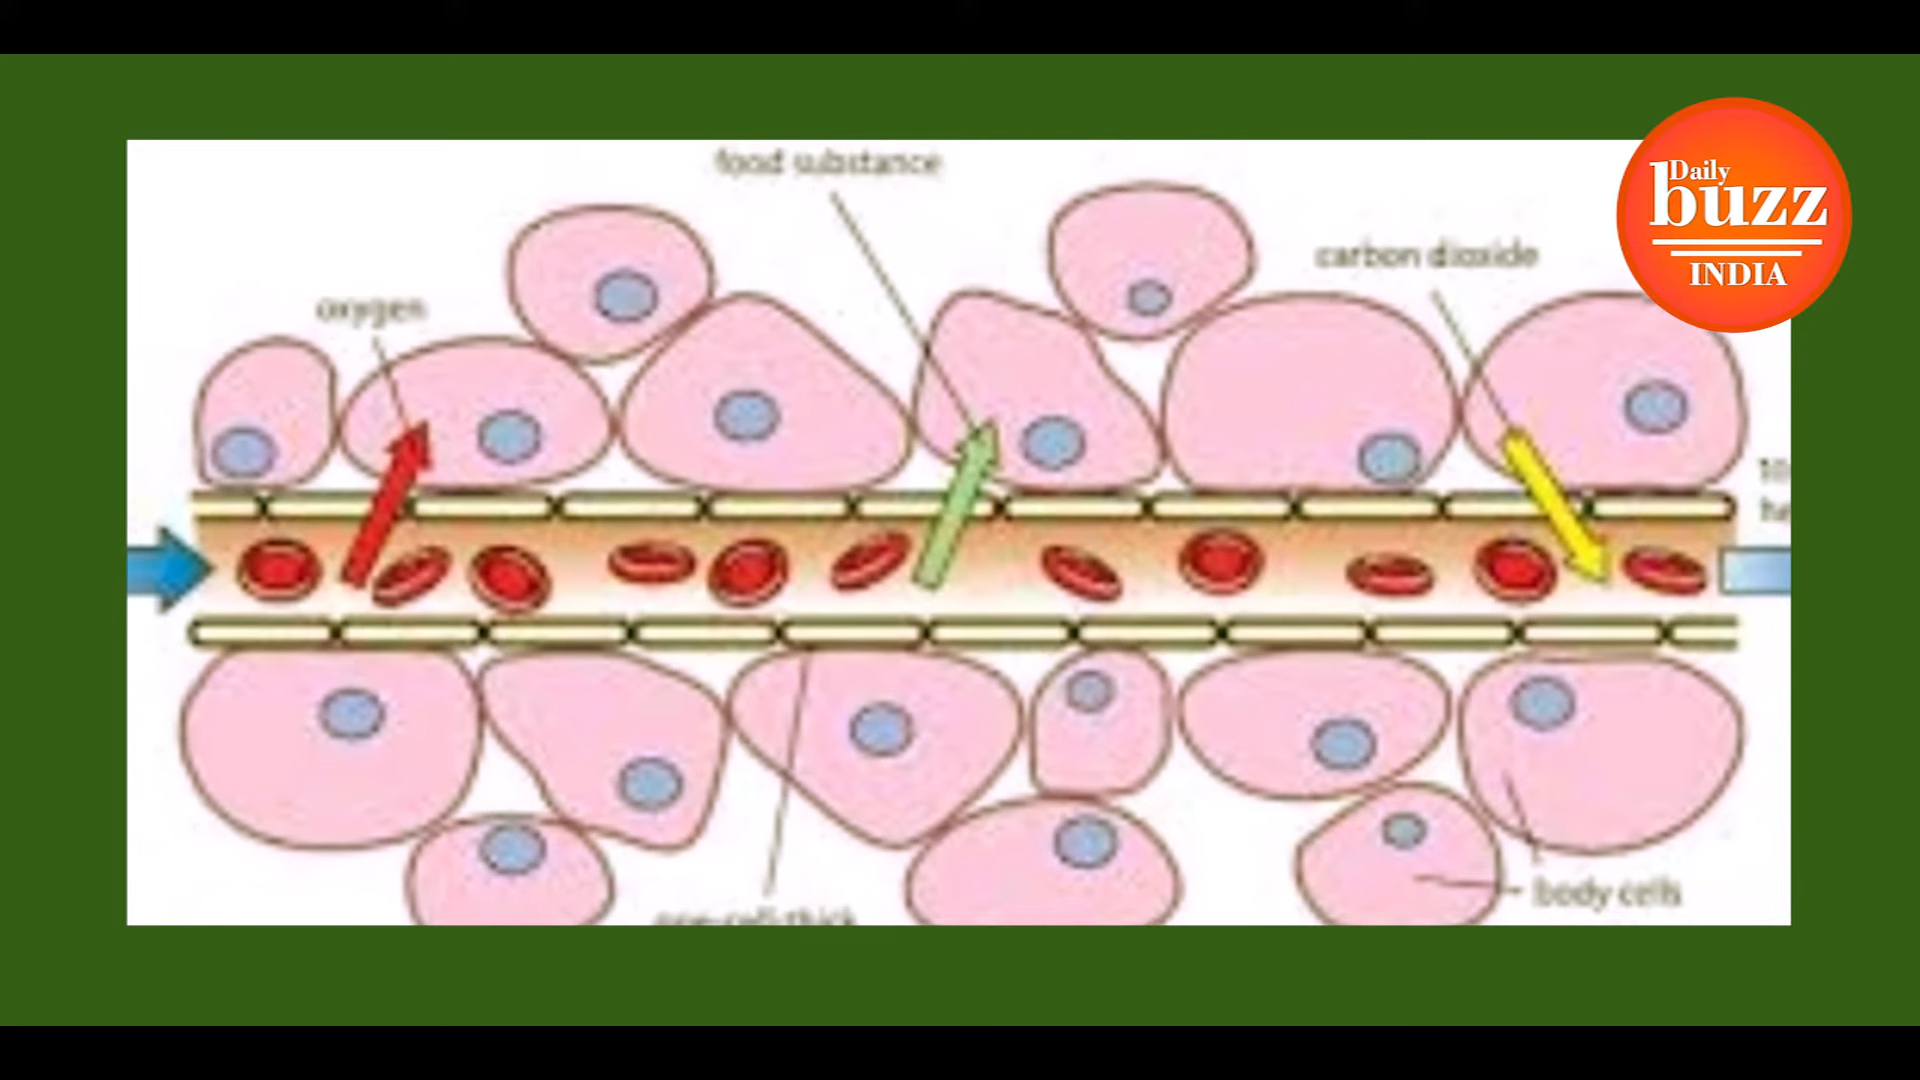 food substance
Daily
buzz
INDIA
carbon dioxide
oxygen
body cells